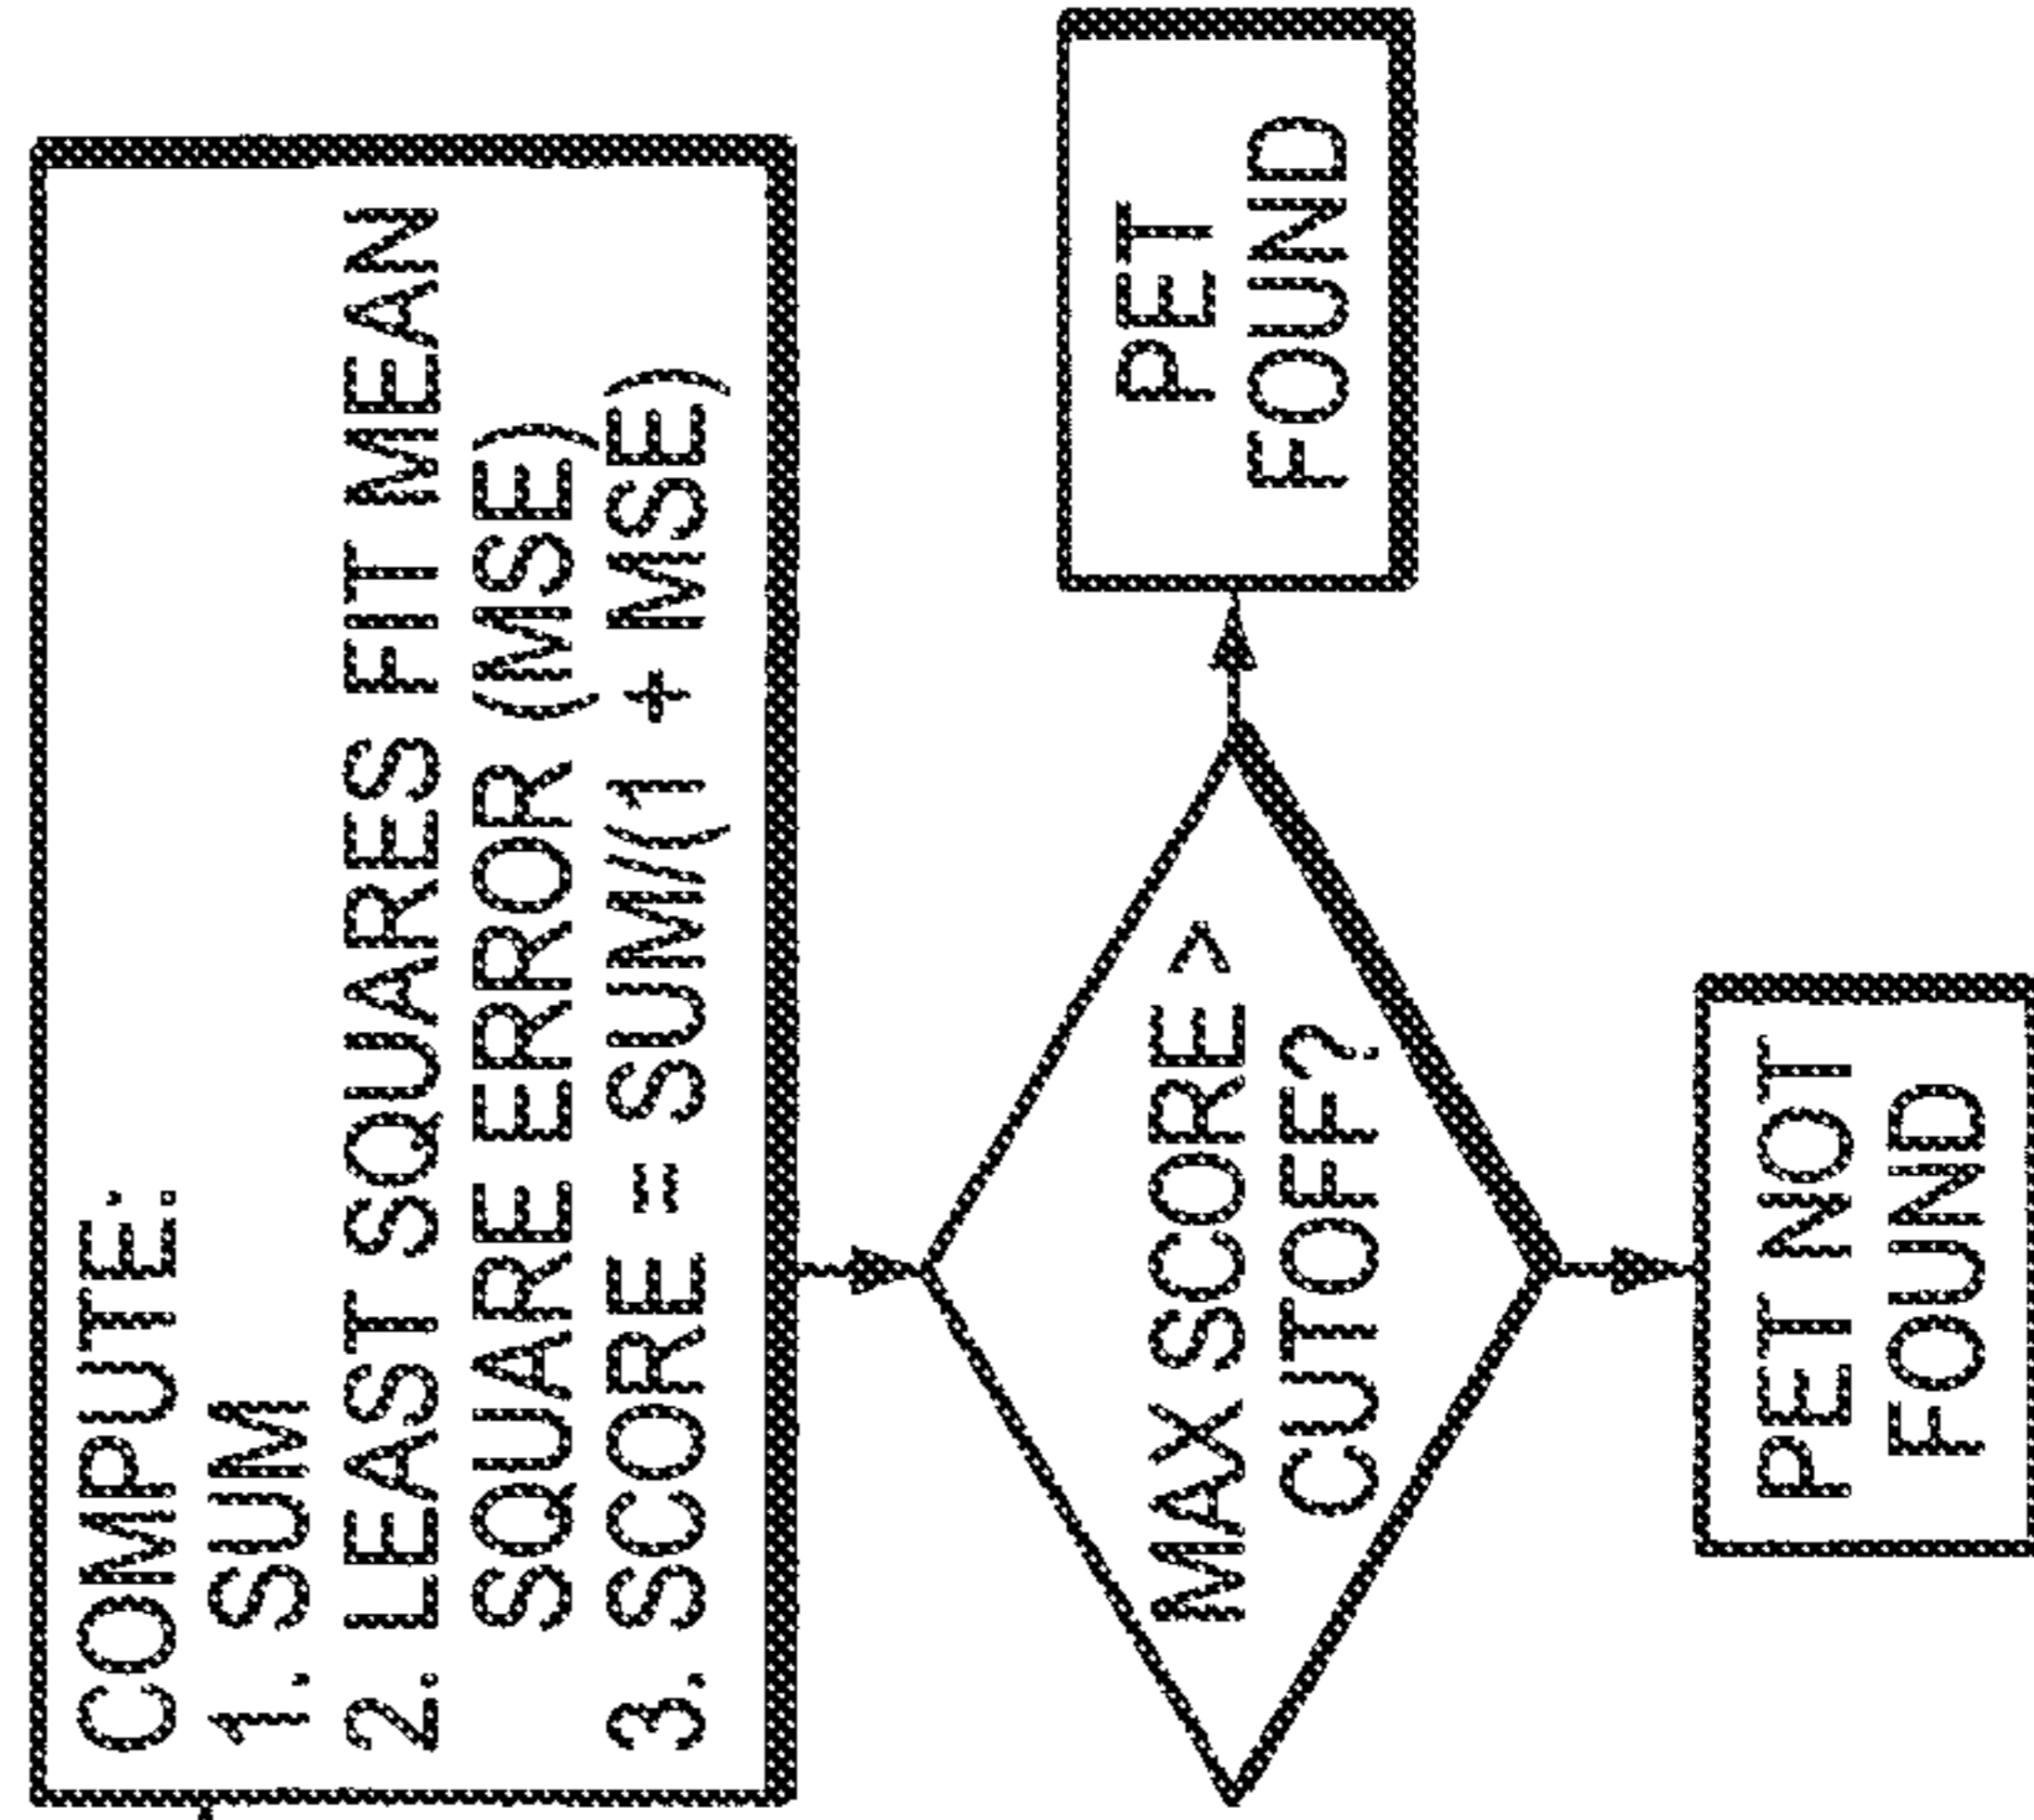 COMPUTE:
1. SUM
2. LEAST SQUARES FIT MEAN
SQUARE ERROR (MSE)
3. SCORE = SUM/(1 + MSE)
MAX SCORE >
CUTOFF?
PET
FOUND
PET NOT
FOUND